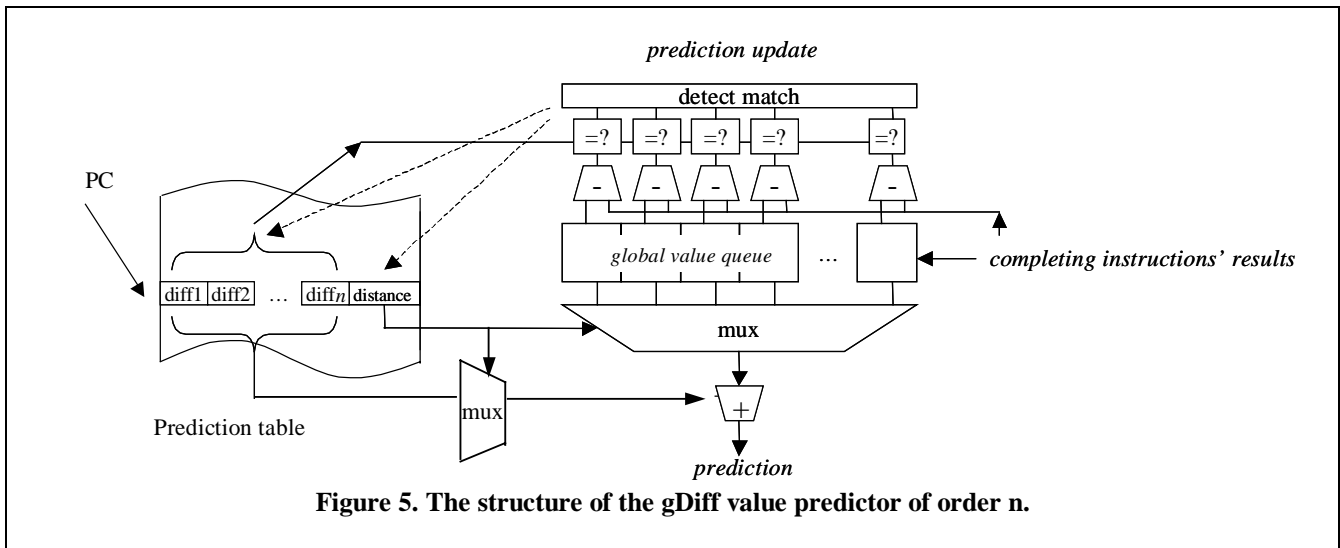 prediction update
detect match
=? =? =? =? =?
PC
- - - - -
global value queue
...
completing instructions’ results
diff1 diff2 … diffn distance
mux
mux
+
Prediction table
prediction
Figure 5. The structure of the gDiff value predictor of order n.